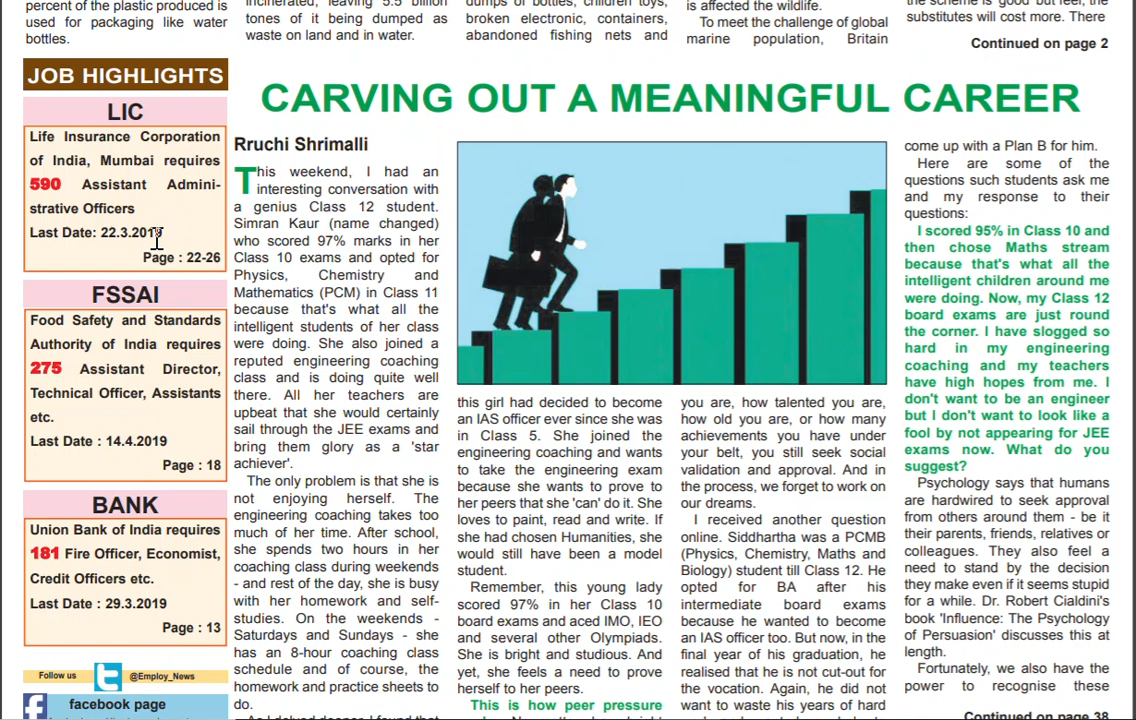 percent of the plastic produced is
used for packaging like water
bottles.
tones of it being dumped as
waste on land and in water.
dumps of bottles, children toys,
broken electronic, containers,
abandoned fishing nets and
is affected the wildlife.
To meet the challenge of global
marine population, Britain
substitutes will cost more. There
Continued on page 2
JOB HIGHLIGHTS
LIC
Life Insurance Corporation
of India, Mumbai requires
590 Assistant Admini-
strative Officers
Last Date: 22.3.2019
Page : 22-26
FSSAI
Food Safety and Standards
Authority of India requires
275 Assistant Director,
Technical Officer, Assistants
etc.
Last Date : 14.4.2019
Page : 18
BANK
Union Bank of India requires
181 Fire Officer, Economist,
Credit Officers etc.
Last Date : 29.3.2019
Page : 13
Follow us
@Employ_News
facebook page
CARVING OUT A MEANINGFUL CAREER
Rruchi Shrimalli
This weekend, I had an
interesting conversation with
a genius Class 12 student.
Simran Kaur (name changed)
who scored 97% marks in her
Class 10 exams and opted for
Physics, Chemistry and
Mathematics (PCM) in Class 11
because that's what all the
intelligent students of her class
were doing. She also joined a
reputed engineering coaching
class and is doing quite well
there. All her teachers are
upbeat that she would certainly
sail through the JEE exams and
bring them glory as a 'star
achiever'.
The only problem is that she is
not enjoying herself. The
engineering coaching takes too
much of her time. After school,
she spends two hours in her
coaching class during weekends
- and rest of the day, she is busy
with her homework and self-
studies. On the weekends -
Saturdays and Sundays - she
has an 8-hour coaching class
schedule and of course, the
homework and practice sheets to
do.
this girl had decided to become
an IAS officer ever since she was
in Class 5. She joined the
engineering coaching and wants
to take the engineering exam
because she wants to prove to
her peers that she 'can' do it. She
loves to paint, read and write. If
she had chosen Humanities, she
would still have been a model
student.
Remember, this young lady
scored 97% in her Class 10
board exams and aced IMO, IEO
and several other Olympiads.
She is bright and studious. And
yet, she feels a need to prove
herself to her peers.
This is how peer pressure
you are, how talented you are,
how old you are, or how many
achievements you have under
your belt, you still seek social
validation and approval. And in
the process, we forget to work on
our dreams.
I received another question
online. Siddhartha was a PCMB
(Physics, Chemistry, Maths and
Biology) student till Class 12. He
opted for BA after his
intermediate board exams
because he wanted to become
an IAS officer too. But now, in the
final year of his graduation, he
realised that he is not cut-out for
the vocation. Again, he did not
want to waste his years of hard
come up with a Plan B for him.
Here are some of the
questions such students ask me
and my response to their
questions:
I scored 95% in Class 10 and
then chose Maths stream
because that's what all the
intelligent children around me
were doing. Now, my Class 12
board exams are just round
the corner. I have slogged so
hard in my engineering
coaching and my teachers
have high hopes from me. I
don't want to be an engineer
but I don't want to look like a
fool by not appearing for JEE
exams now. What do you
suggest?
Psychology says that humans
are hardwired to seek approval
from others around them - be it
their parents, friends, relatives or
colleagues. They also feel a
need to stand by the decision
they make even if it seems stupid
for a while. Dr. Robert Cialdini's
book 'Influence: The Psychology
of Persuasion' discusses this at
length.
Fortunately, we also have the
power to recognise these
Continued on page 38